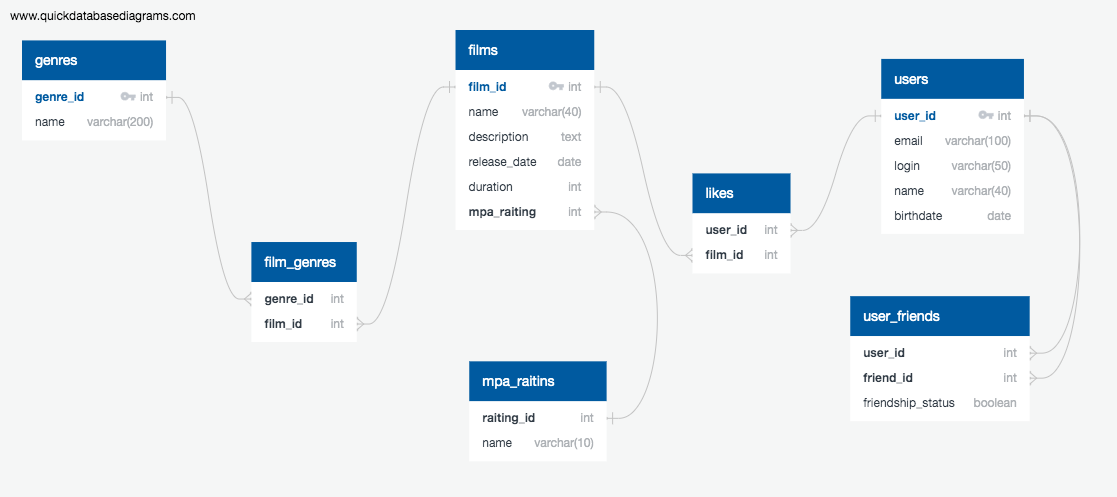 www.quickdatabasediagrams.com
genres
genre_id int
name varchar(200)
film_genres
genre_id int
film_id int
films
film_id int
name varchar(40)
description text
release_date date
duration int
mpa_raiting int
mpa_raitins
raiting_id int
name varchar(10)
likes
user_id int
film_id int
users
user_id int
email varchar(100)
login varchar(50)
name varchar(40)
birthdate date
user_friends
user_id int
friend_id int
friendship_status boolean